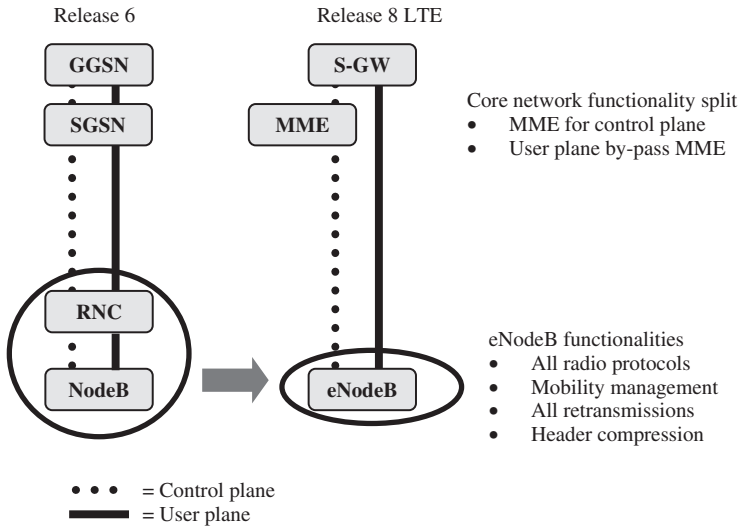 Release 6
Release 8 LTE
GGSN
S-GW
SGSN
MME
Core network functionality split
• MME for control plane
• User plane by-pass MME
RNC
NodeB
eNodeB
eNodeB functionalities
• All radio protocols
• Mobility management
• All retransmissions
• Header compression
= Control plane
= User plane